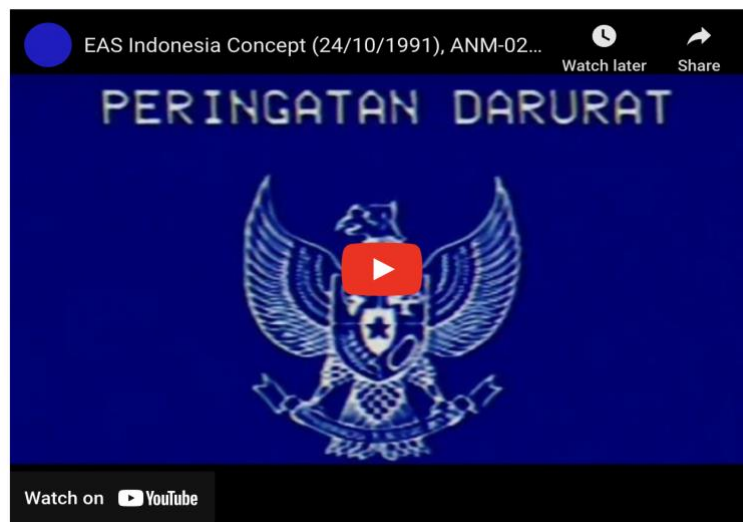 EAS Indonesia Concept (24/10/1991), ANM-02...
Watch later
Share
PERINGATAN DARURAT
Watch on YouTube